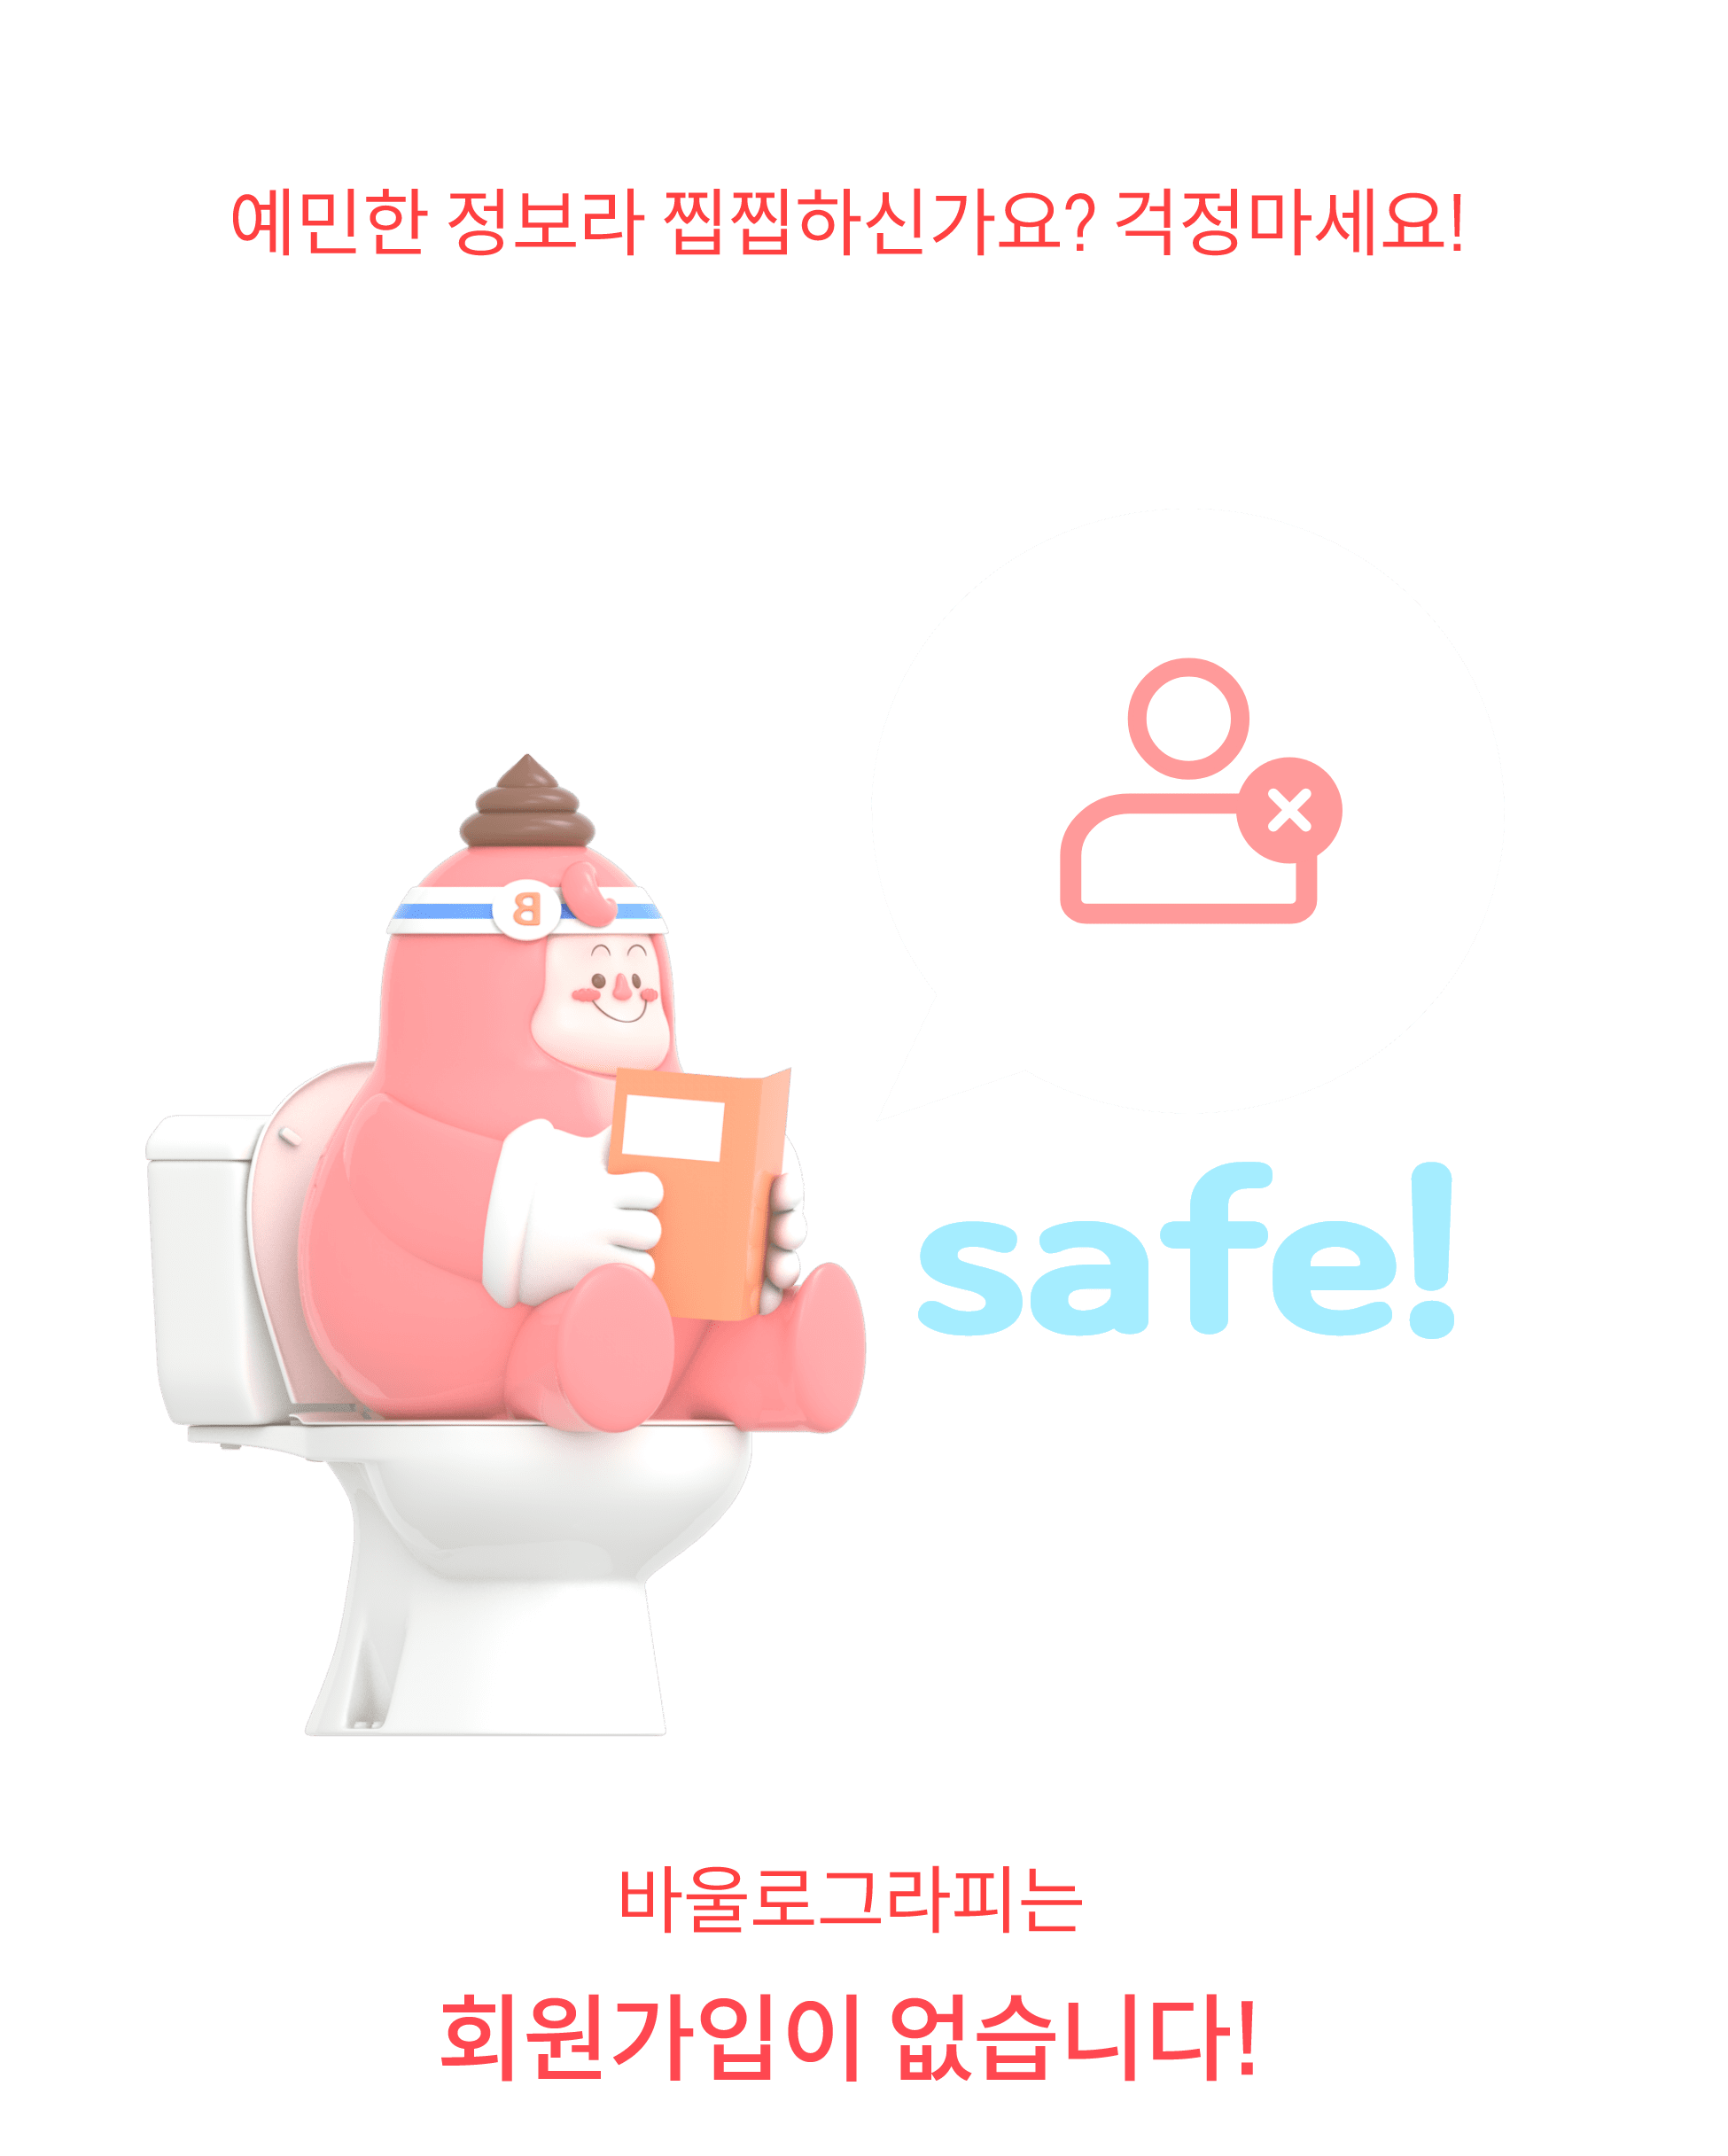 예민한 정보라 찝찝하신가요? 걱정마세요!
B
safe!
바울로그라피는
회원가입이 없습니다!